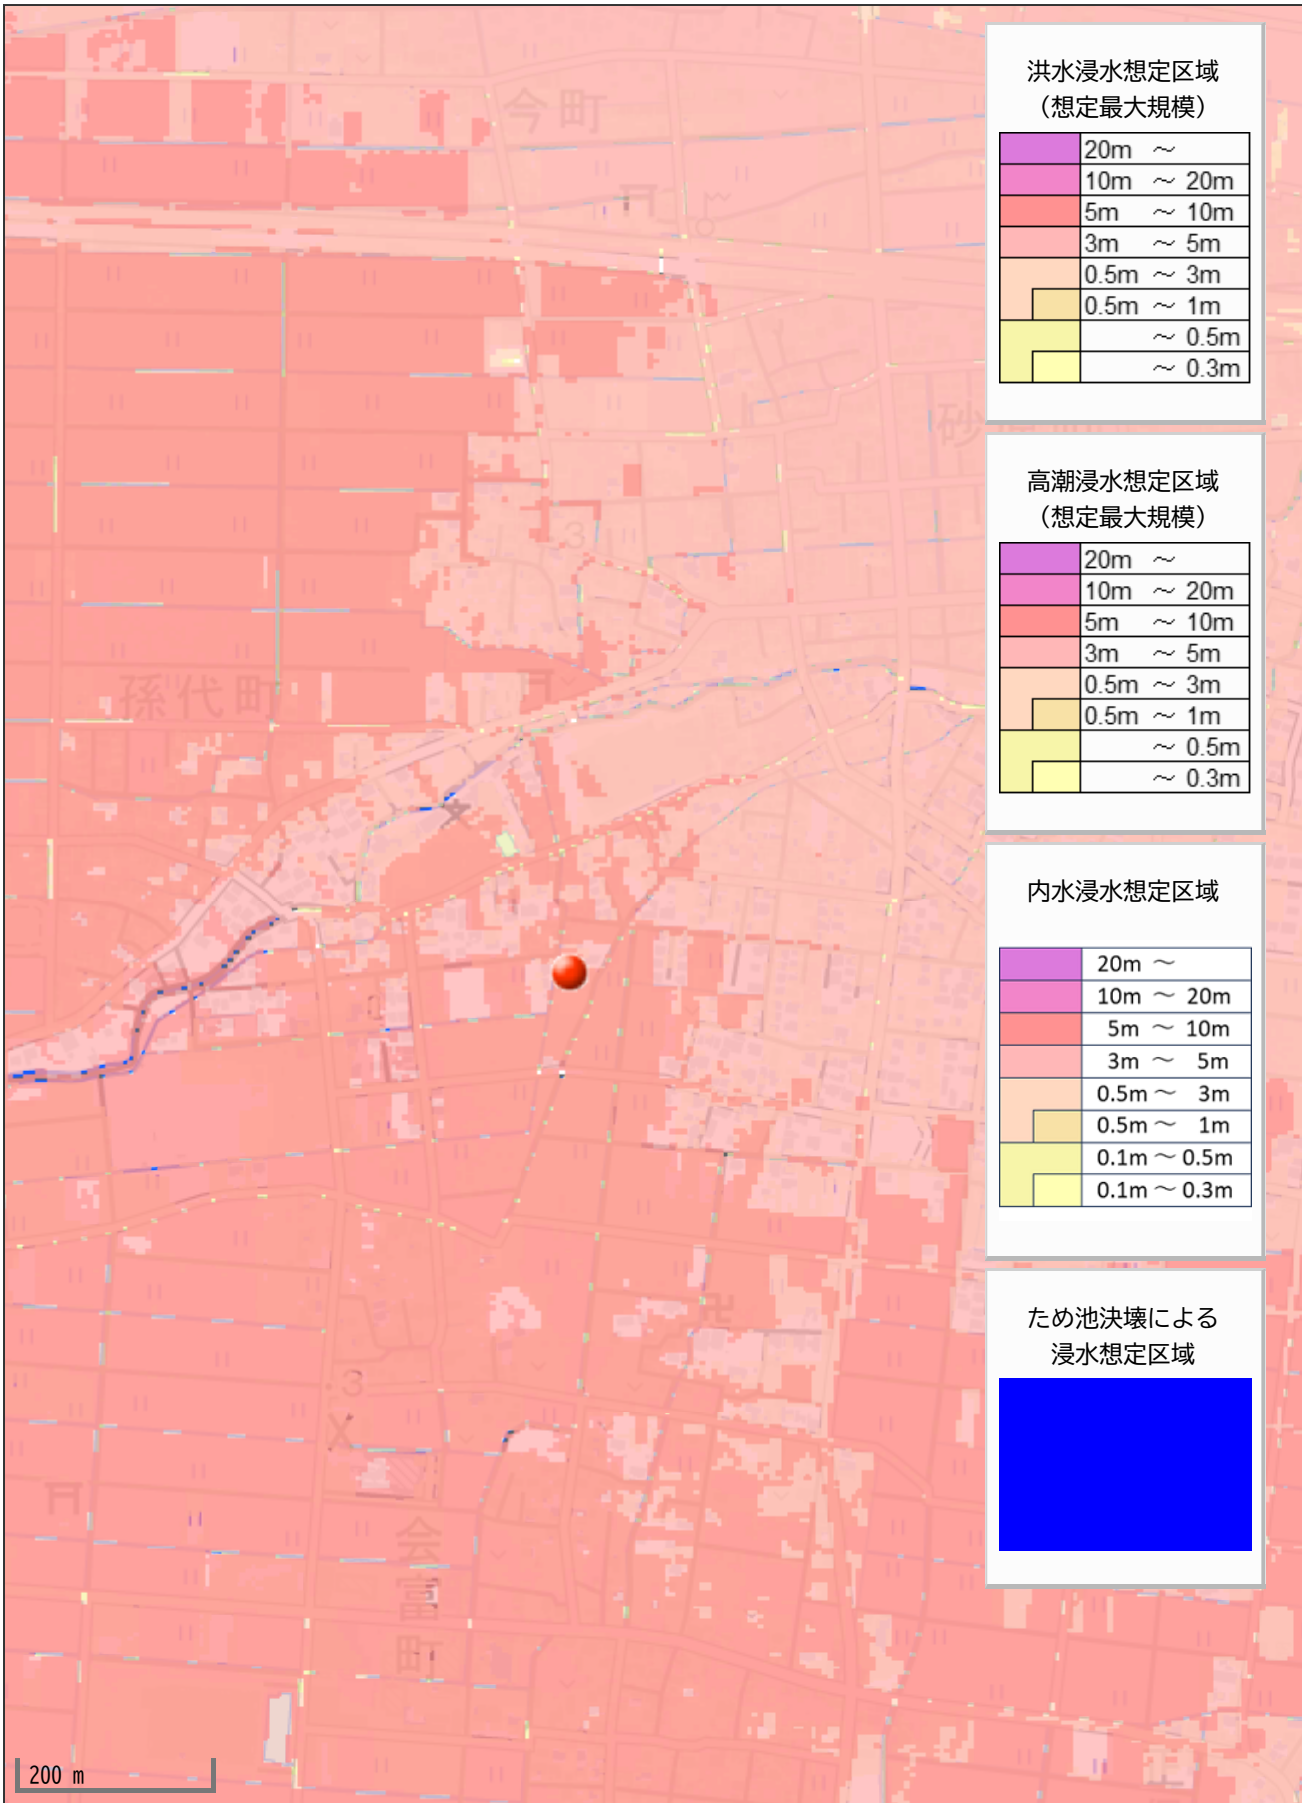 今町
砂
3
孫代町
3
会富町
200 m
洪水浸水想定区域
（想定最大規模）
20m ～
10m ～ 20m
5m ～ 10m
3m ～ 5m
0.5m ～ 3m
0.5m ～ 1m
～ 0.5m
～ 0.3m
高潮浸水想定区域
（想定最大規模）
20m ～
10m ～ 20m
5m ～ 10m
3m ～ 5m
0.5m ～ 3m
0.5m ～ 1m
～ 0.5m
～ 0.3m
内水浸水想定区域
20m ～
10m ～ 20m
5m ～ 10m
3m ～ 5m
0.5m ～ 3m
0.5m ～ 1m
0.1m ～ 0.5m
0.1m ～ 0.3m
ため池決壊による
浸水想定区域